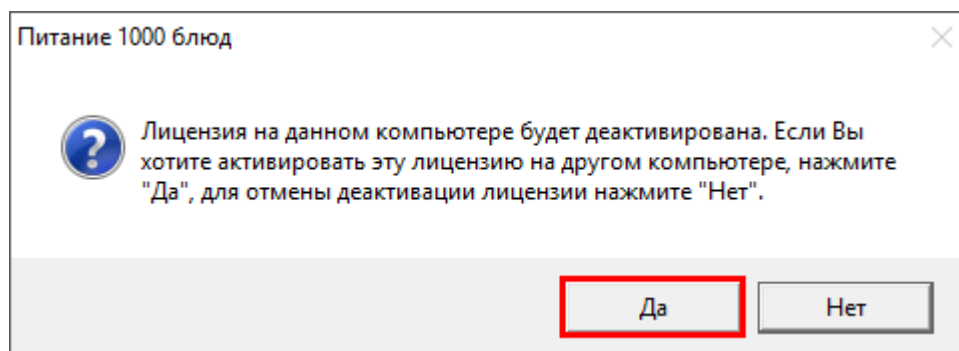 Питание 1000 блюд
Лицензия на данном компьютере будет деактивирована. Если Вы
хотите активировать эту лицензию на другом компьютере, нажмите
"Да", для отмены деактивации лицензии нажмите "Нет".
Да Нет